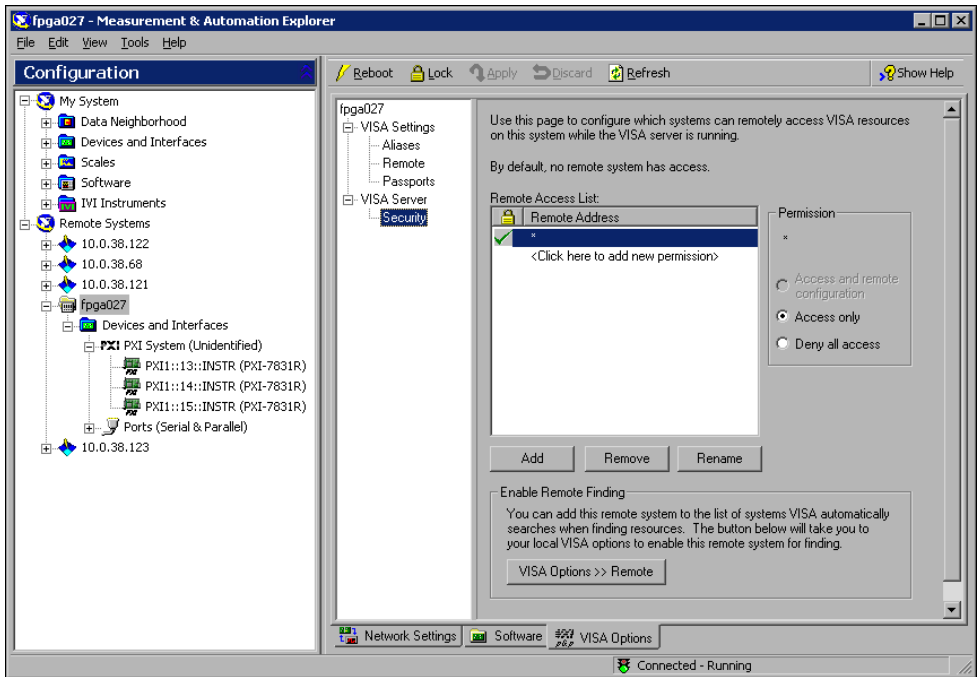 fpga027 - Measurement & Automation Explorer
File Edit View Tools Help
Configuration
My System
Data Neighborhood
Devices and Interfaces
Scales
Software
IVI Instruments
Remote Systems
10.0.38.122
10.0.38.68
10.0.38.121
fpga027
Devices and Interfaces
PXI PXI System (Unidentified)
PXI1::13::INSTR (PXI-7831R)
PXI1::14::INSTR (PXI-7831R)
PXI1::15::INSTR (PXI-7831R)
Ports (Serial & Parallel)
10.0.38.123
Reboot Lock Apply Discard Refresh Show Help
fpga027
VISA Settings
Aliases
Remote
Passports
VISA Server
Security
Use this page to configure which systems can remotely access VISA resources
on this system while the VISA server is running.
By default, no remote system has access.
Remote Access List:
Remote Address
*
<Click here to add new permission>
Permission
*
Access and remote
configuration
Access only
Deny all access
Add Remove Rename
Enable Remote Finding
You can add this remote system to the list of systems VISA automatically
searches when finding resources. The button below will take you to
your local VISA options to enable this remote system for finding.
VISA Options >> Remote
Network Settings Software VISA Options
Connected - Running